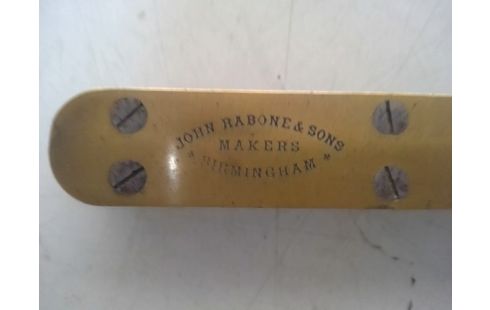 JOHN RABONE & SONS
MAKERS
* BIRMINGHAM *